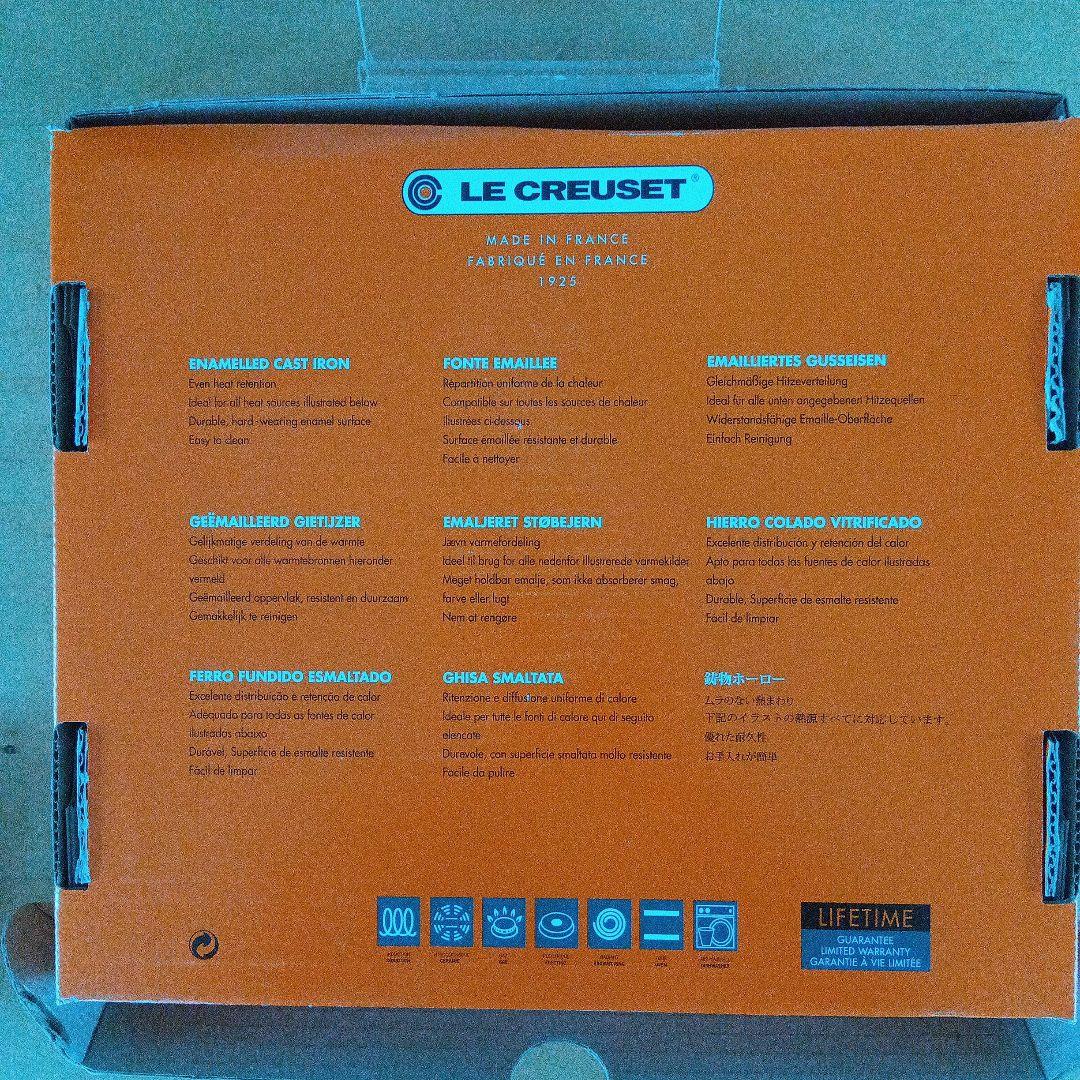 LE CREUSET®
MADE IN FRANCE
FABRIQUÉ EN FRANCE
1925
ENAMELLED CAST IRON
Even heat retention
Ideal for all heat sources illustrated below
Durable, hard-wearing enamel surface
Easy to clean
FONTE EMAILLEE
Répartition uniforme de la chaleur
Compatible sur toutes les sources de chaleur
illustrées ci-dessous
Surface émaillée résistante et durable
Facile à nettoyer
EMAILLIERTES GUSSEISEN
Gleichmäßige Hitzeverteilung
Ideal für alle unten angegebenen Hitzequellen
Widerstandsfähige Emaille-Oberfläche
Einfach Reinigung
GEËMAILLEERD GIETIJZER
Gelijkmatige verdeling van de warmte
Geschikt voor alle warmtebronnen hieronder
vermeld
Geëmailleerd oppervlak, resistent en duurzaam
Gemakkelijk te reinigen
EMALJERET STØBEJERN
Jævn varmefordeling
Ideel til brug for alle nedenfor illustrerede varmekilder
Meget holdbar emalje, som ikke absorberer smag,
farve eller lugt
Nem at rengøre
HIERRO COLADO VITRIFICADO
Excelente distribución y retención del calor
Apto para todas las fuentes de calor ilustradas
abajo
Durable, Superficie de esmalte resistente
Fácil de limpiar
FERRO FUNDIDO ESMALTADO
Excelente distribuicão e retenção de calor
Adequado para todas as fontes de calor
ilustradas abaixo
Durável, Superfície de esmalte resistente
Fácil de limpar
GHISA SMALTATA
Ritenzione e diffusione uniforme di calore
Ideale per tutte le fonti di calore qui di seguito
elencate
Durevole, con superficie smaltata molto resistente
Facile da pulire
鋳物ホーロー
ムラのない熱まわり
下記のイラストの熱源すべてに対応しています。
優れた耐久性
お手入れが簡単
INDUCTION
CERAMIC
GAS
ELECTRIC
OVEN
LIFETIME
GUARANTEE
LIMITED WARRANTY
GARANTIE À VIE LIMITÉE